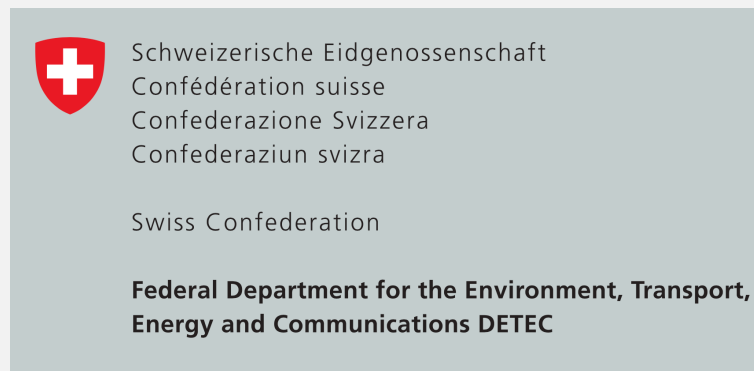 Schweizerische Eidgenossenschaft
Confédération suisse
Confederazione Svizzera
Confederaziun svizra
Swiss Confederation
Federal Department for the Environment, Transport,
Energy and Communications DETEC